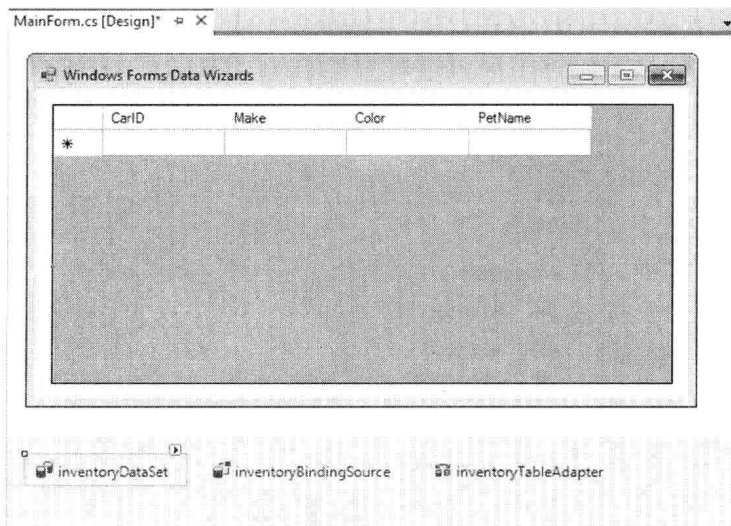 MainForm.cs [Design]*
Windows Forms Data Wizards
CarID Make Color PetName
*
inventoryDataSet inventoryBindingSource inventoryTableAdapter